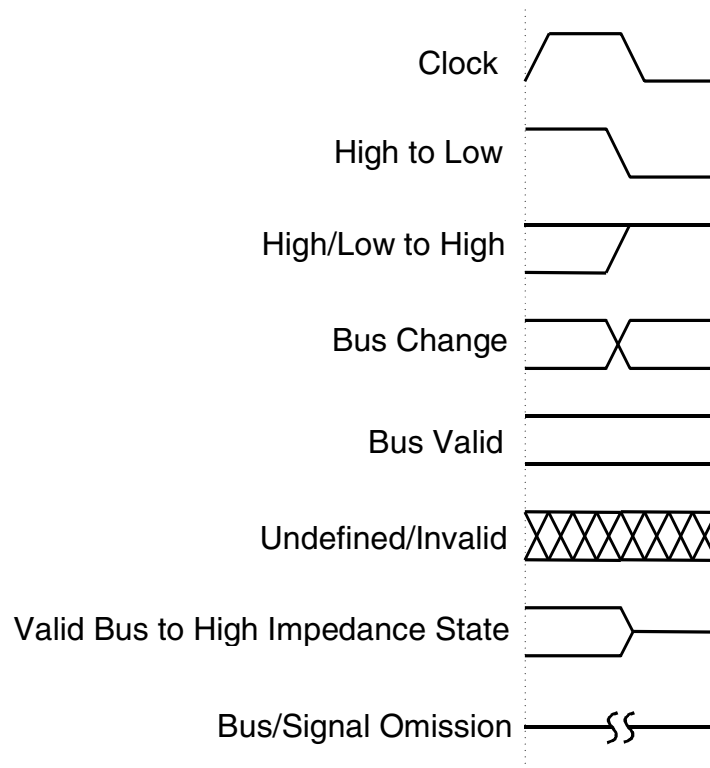 Clock
High to Low
High/Low to High
Bus Change
Bus Valid
Undefined/Invalid
Valid Bus to High Impedance State
Bus/Signal Omission